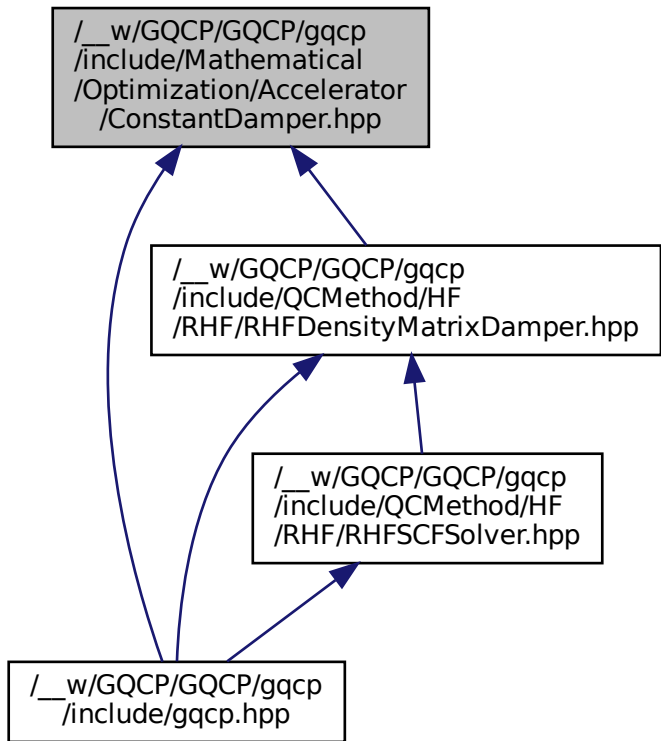 /__w/GQCP/GQCP/gqcp
/include/Mathematical
/Optimization/Accelerator
/ConstantDamper.hpp
/__w/GQCP/GQCP/gqcp
/include/QCMethod/HF
/RHF/RHFDensityMatrixDamper.hpp
/__w/GQCP/GQCP/gqcp
/include/QCMethod/HF
/RHF/RHFSCFSolver.hpp
/__w/GQCP/GQCP/gqcp
/include/gqcp.hpp